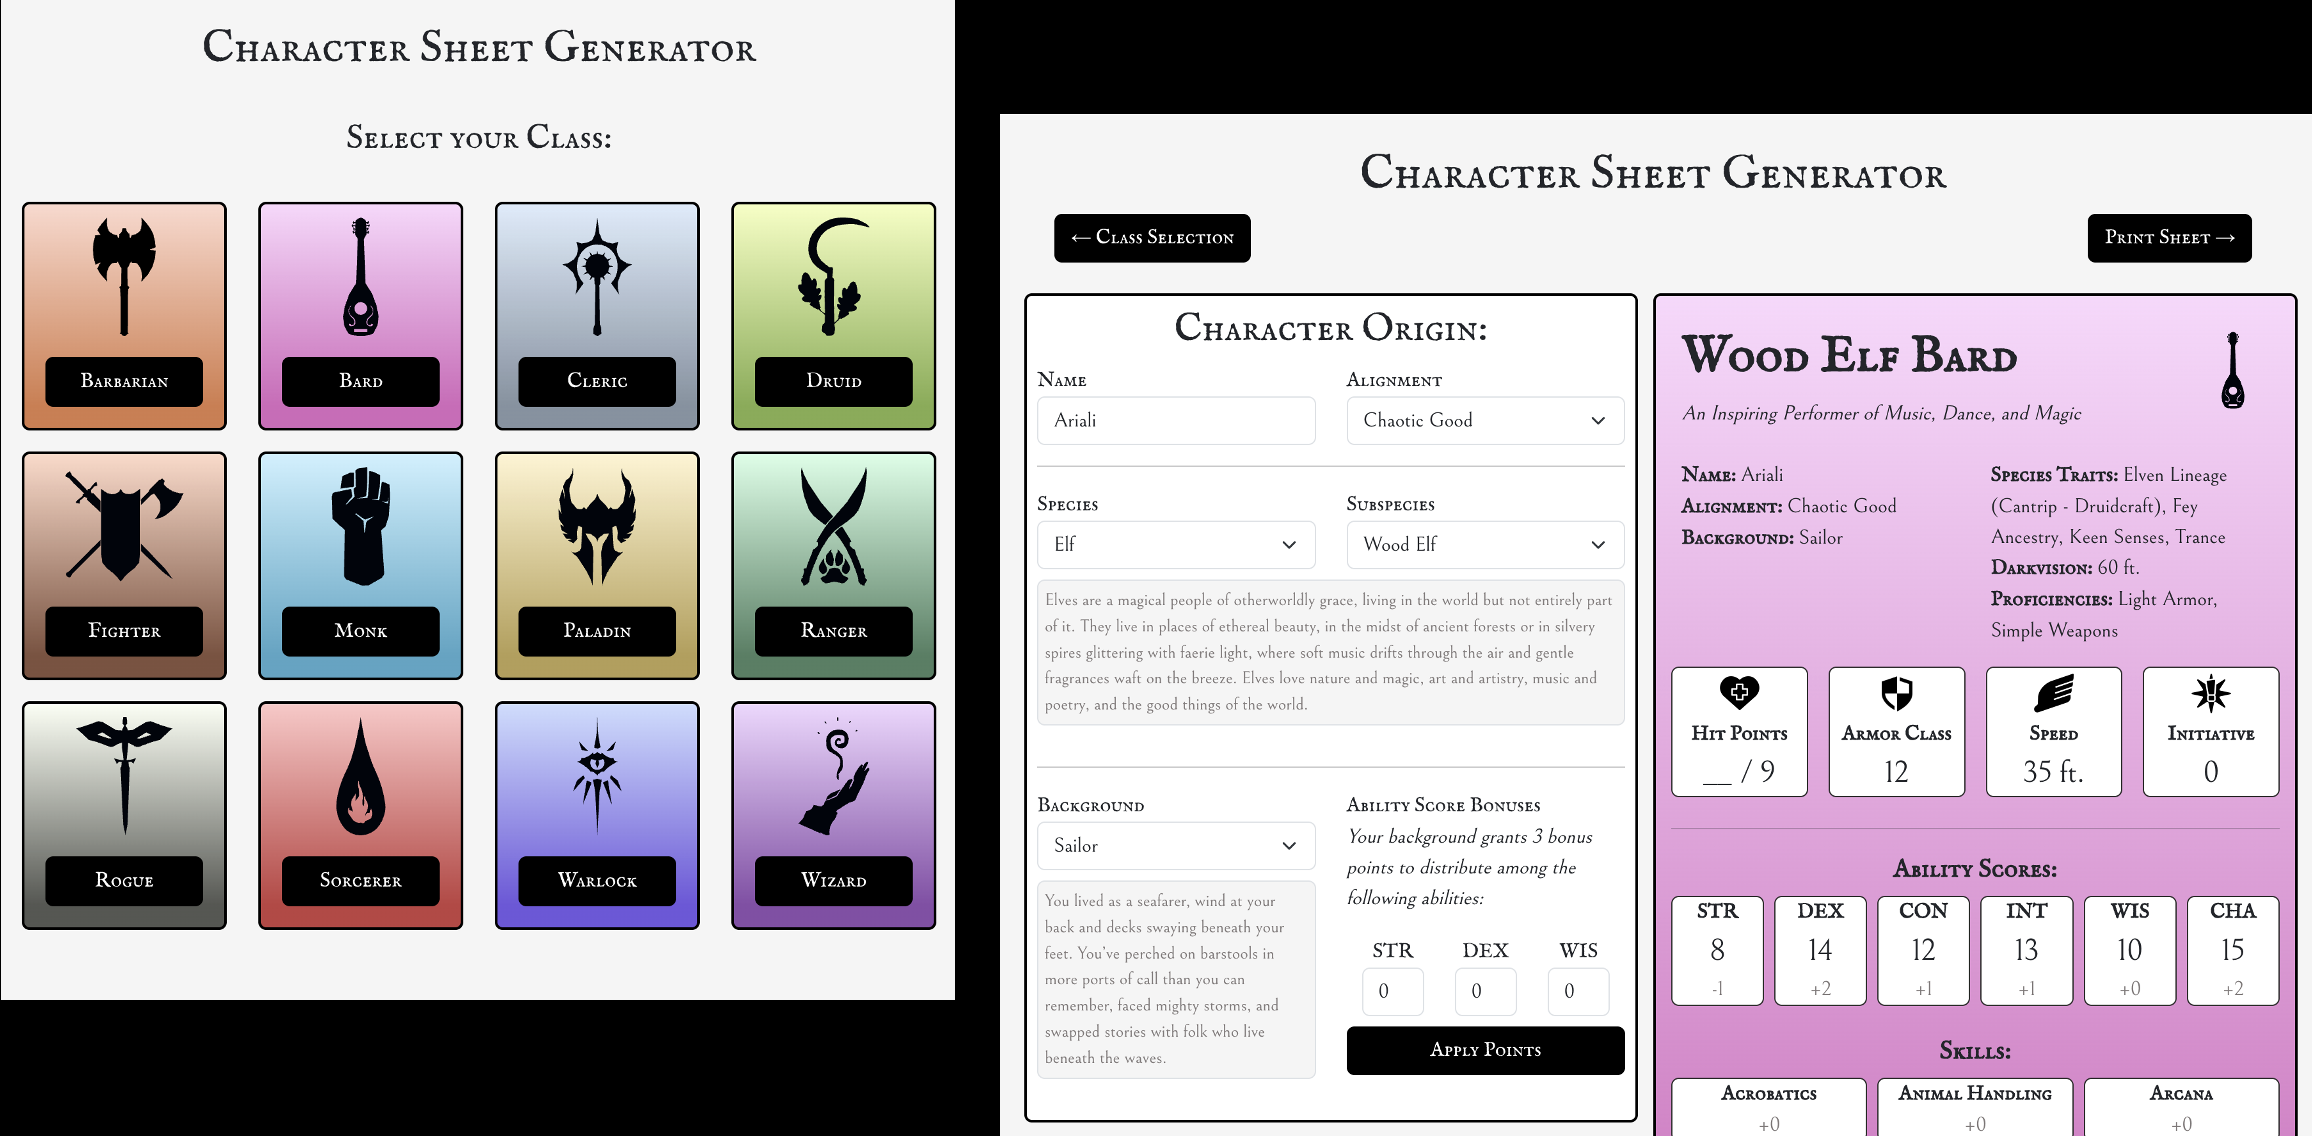 Character Sheet Generator
Select your Class:
Barbarian
Bard
Cleric
Druid
Fighter
Monk
Paladin
Ranger
Rogue
Sorcerer
Warlock
Wizard
Character Sheet Generator
← Class Selection
Print Sheet →
Character Origin:
Name
Alignment
Ariali
Chaotic Good
Species
Subspecies
Elf
Wood Elf
Elves are a magical people of otherworldly grace, living in the world but not entirely part
of it. They live in places of ethereal beauty, in the midst of ancient forests or in silvery
spires glittering with faerie light, where soft music drifts through the air and gentle
fragrances waft on the breeze. Elves love nature and magic, art and artistry, music and
poetry, and the good things of the world.
Background
Sailor
You lived as a seafarer, wind at your
back and decks swaying beneath your
feet. You've perched on barstools in
more ports of call than you can
remember, faced mighty storms, and
swapped stories with folk who live
beneath the waves.
Ability Score Bonuses
Your background grants 3 bonus
points to distribute among the
following abilities:
STR DEX WIS
0 0 0
Apply Points
Wood Elf Bard
An Inspiring Performer of Music, Dance, and Magic
Name: Ariali
Alignment: Chaotic Good
Background: Sailor
Species Traits: Elven Lineage
(Cantrip - Druidcraft), Fey
Ancestry, Keen Senses, Trance
Darkvision: 60 ft.
Proficiencies: Light Armor,
Simple Weapons
Hit Points
__ / 9
Armor Class
12
Speed
35 ft.
Initiative
0
Ability Scores:
STR DEX CON INT WIS CHA
8 14 12 13 10 15
-1 +2 +1 +1 +0 +2
Skills:
Acrobatics Animal Handling Arcana
+0 +0 +0